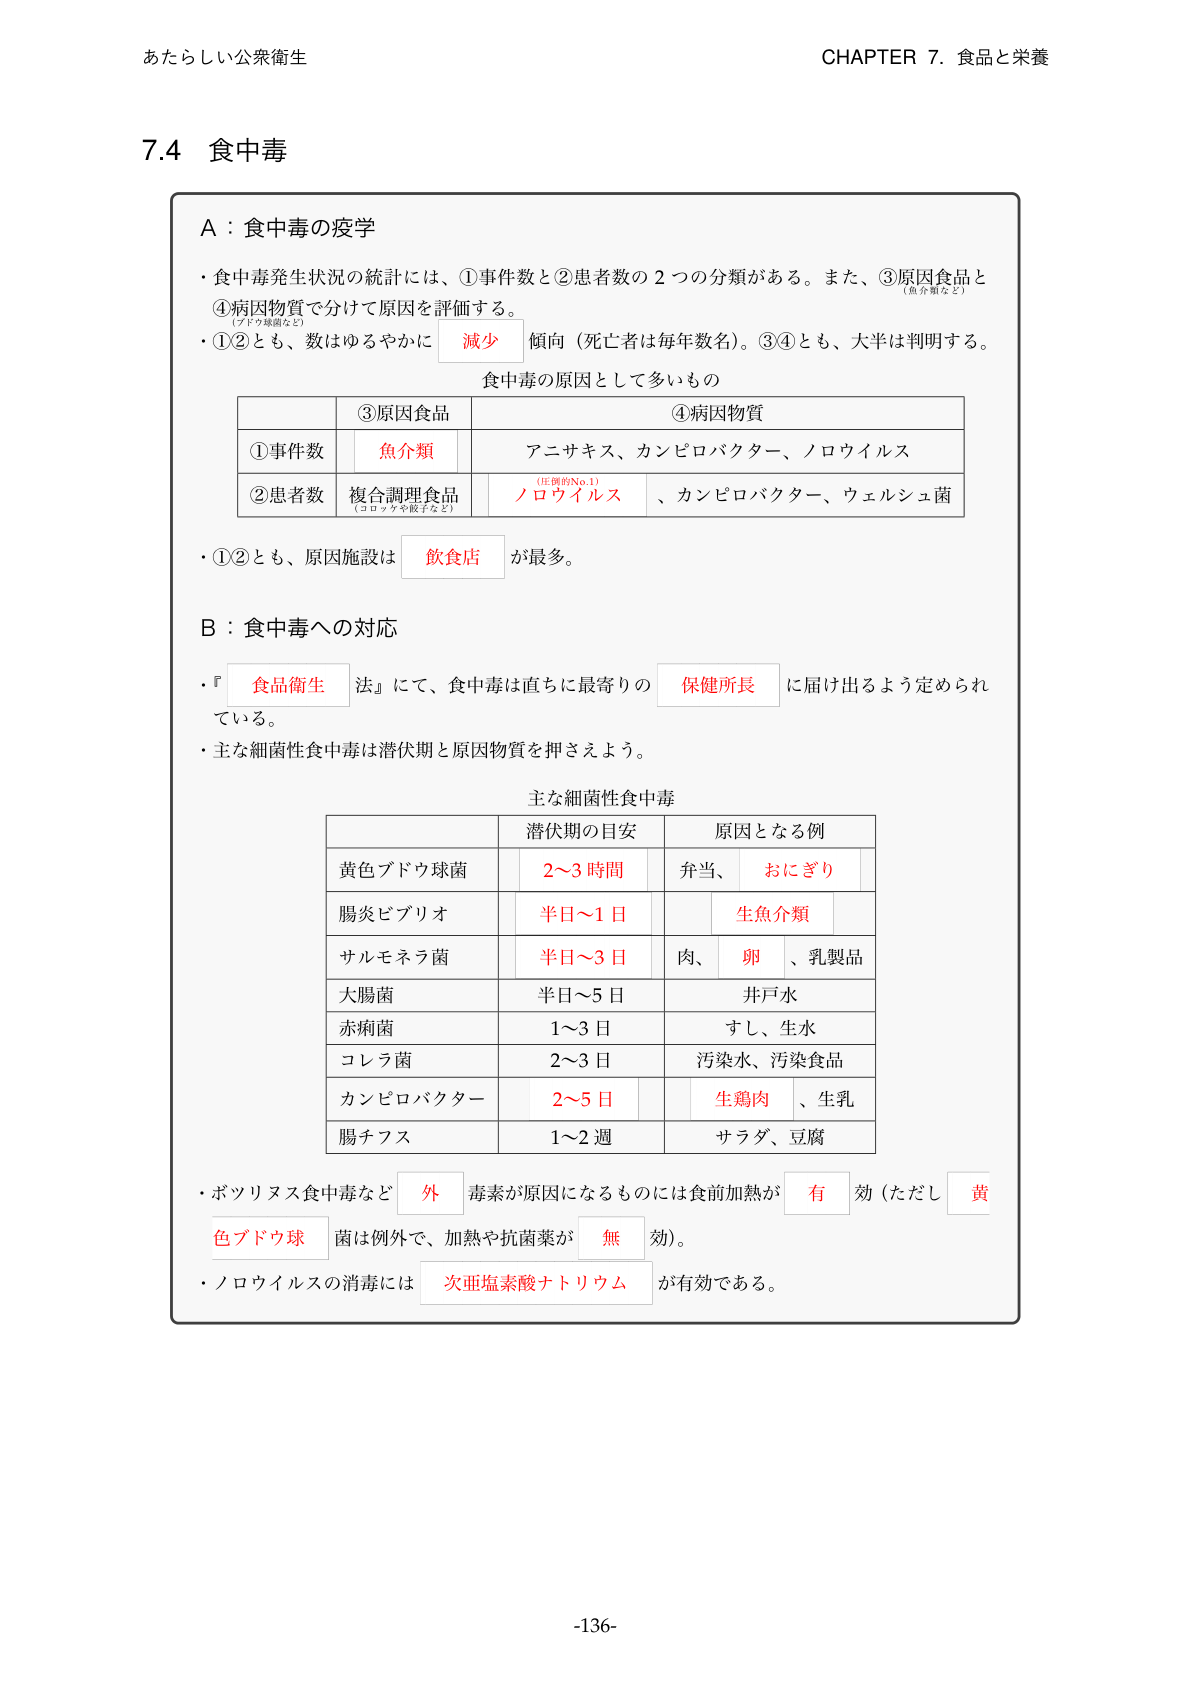 あたらしい公衆衛生 CHAPTER 7. 食品と栄養
7.4 食中毒
A：食中毒の疫学
・食中毒発生状況の統計には、①事件数と②患者数の 2 つの分類がある。また、③原因食品と
(魚介類など)
④病因物質で分けて原因を評価する。
(ブドウ球菌など)
・①②とも、数はゆるやかに 減少 傾向（死亡者は毎年数名）。③④とも、大半は判明する。
食中毒の原因として多いもの
③原因食品 ④病因物質
①事件数 魚介類 アニサキス、カンピロバクター、ノロウイルス
(圧倒的No.1)
②患者数 複合調理食品 ノロウイルス 、カンピロバクター、ウェルシュ菌
(コロッケや餃子など)
・①②とも、原因施設は 飲食店 が最多。
B：食中毒への対応
・『 食品衛生 法』にて、食中毒は直ちに最寄りの 保健所長 に届け出るよう定められ
ている。
・主な細菌性食中毒は潜伏期と原因物質を押さえよう。
主な細菌性食中毒
潜伏期の目安 原因となる例
黄色ブドウ球菌 2〜3 時間 弁当、 おにぎり
腸炎ビブリオ 半日〜1 日 生魚介類
サルモネラ菌 半日〜3 日 肉、 卵 、乳製品
大腸菌 半日〜5 日 井戸水
赤痢菌 1〜3 日 すし、生水
コレラ菌 2〜3 日 汚染水、汚染食品
カンピロバクター 2〜5 日 生鶏肉 、生乳
腸チフス 1〜2 週 サラダ、豆腐
・ボツリヌス食中毒など 外 毒素が原因になるものには食前加熱が 有 効（ただし 黄
色ブドウ球 菌は例外で、加熱や抗菌薬が 無 効）。
・ノロウイルスの消毒には 次亜塩素酸ナトリウム が有効である。
-136-